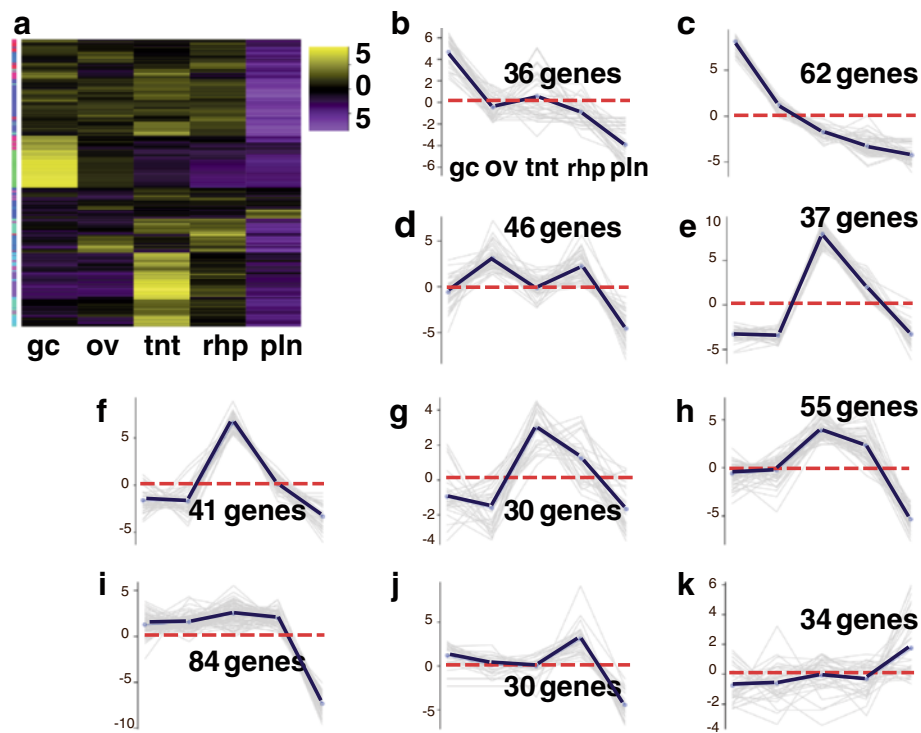 a
5
0
5
gc ov tnt rhp pln
b
6
4
2
0
-2
-4
-6
36 genes
gc ov tnt rhp pln
c
5
0
-5
62 genes
d
5
0
-5
46 genes
e
10
5
0
-5
37 genes
f
5
0
-5
41 genes
g
4
2
0
-2
-4
30 genes
h
5
0
-5
55 genes
i
5
0
-5
-10
84 genes
j
5
0
-5
30 genes
k
6
4
2
0
-2
-4
34 genes